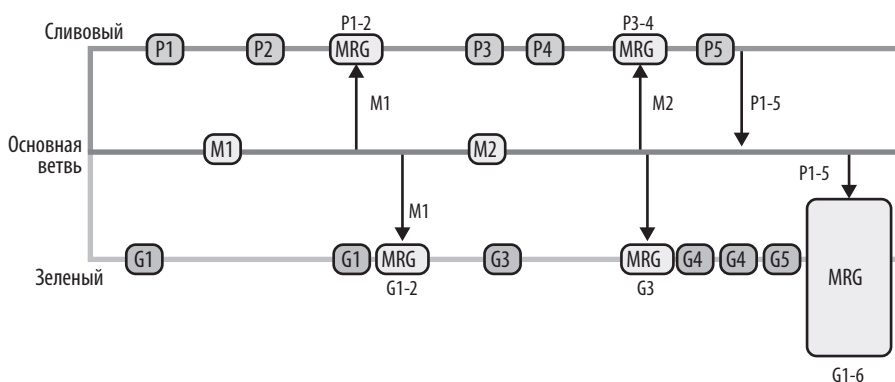 Сливовый
P1-2
P3-4
P1
P2
MRG
P3
P4
MRG
P5
M1
M2
P1-5
Основная
ветвь
M1
M2
P1-5
M1
G1
G1
MRG
G3
MRG
G4
G4
G5
MRG
Зеленый
G1-2
G3
G1-6